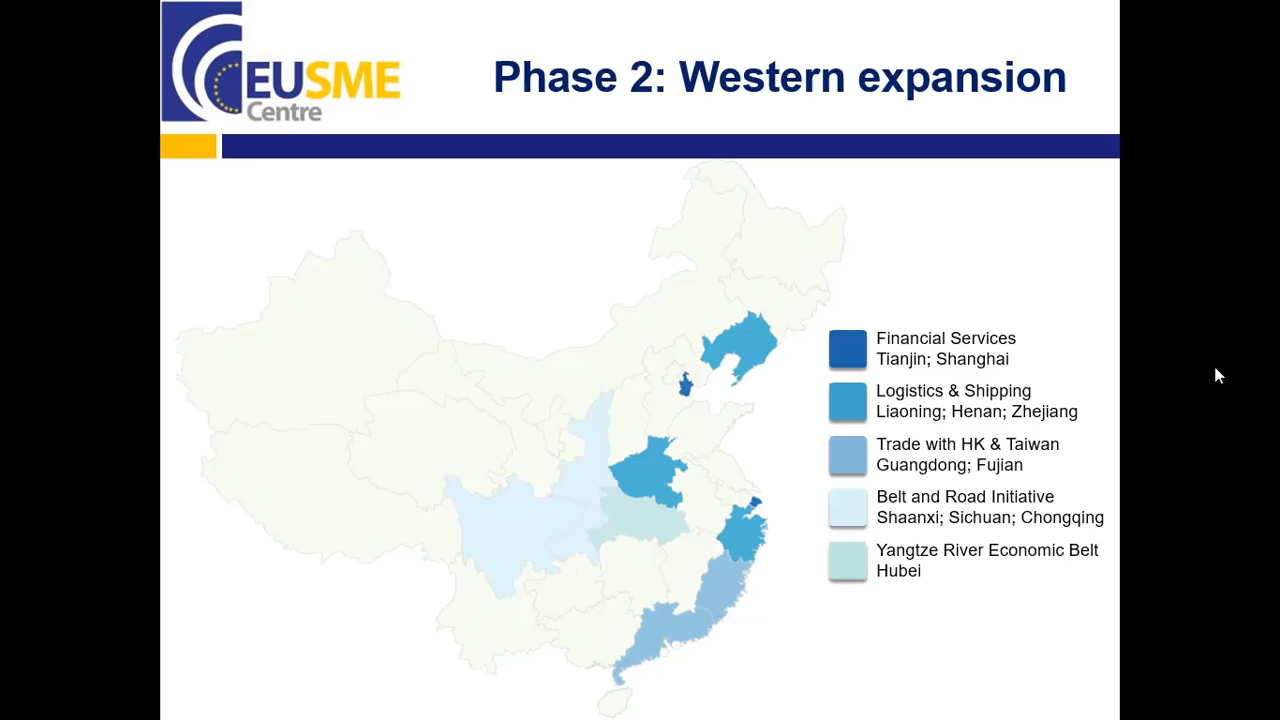 EUSME
Centre
Phase 2: Western expansion
Financial Services
Tianjin; Shanghai
Logistics & Shipping
Liaoning; Henan; Zhejiang
Trade with HK & Taiwan
Guangdong; Fujian
Belt and Road Initiative
Shaanxi; Sichuan; Chongqing
Yangtze River Economic Belt
Hubei